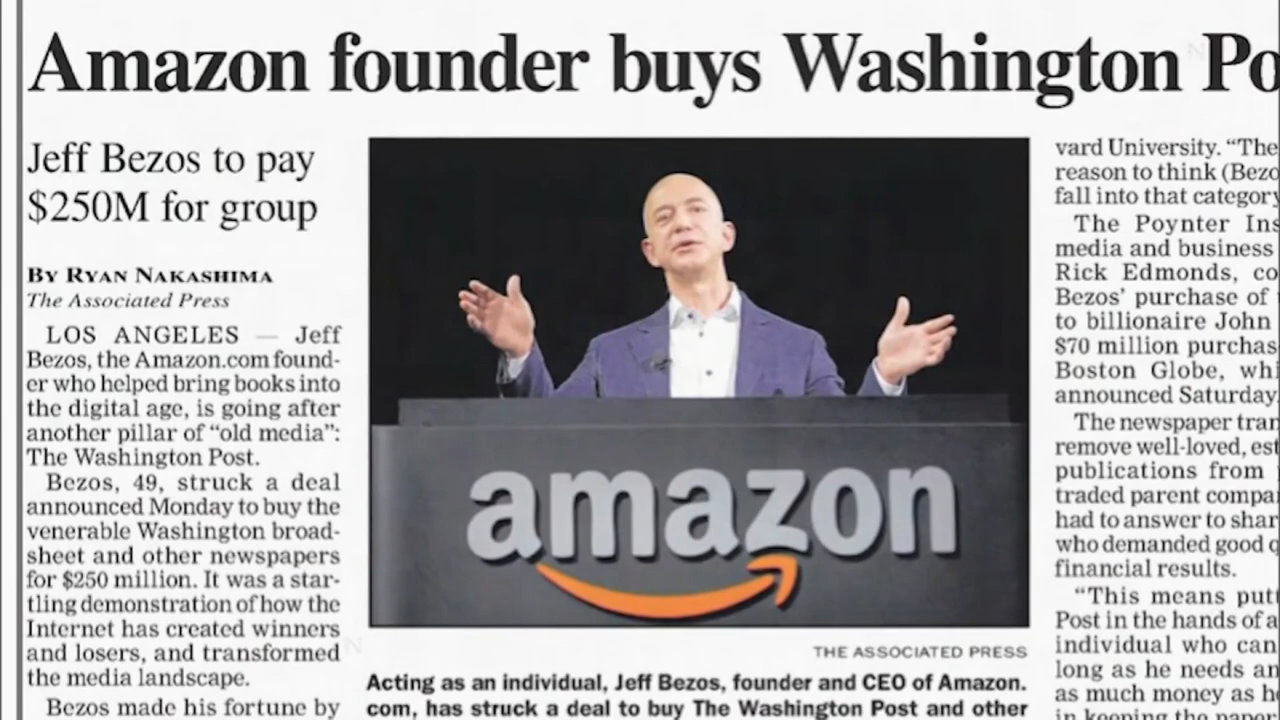 Amazon founder buys Washington Po
Jeff Bezos to pay
$250M for group
BY RYAN NAKASHIMA
The Associated Press
LOS ANGELES — Jeff
Bezos, the Amazon.com found-
er who helped bring books into
the digital age, is going after
another pillar of “old media”:
The Washington Post.
Bezos, 49, struck a deal
announced Monday to buy the
venerable Washington broad-
sheet and other newspapers
for $250 million. It was a star-
tling demonstration of how the
Internet has created winners
and losers, and transformed
the media landscape.
Bezos made his fortune by
amazon
THE ASSOCIATED PRESS
Acting as an individual, Jeff Bezos, founder and CEO of Amazon.
com, has struck a deal to buy The Washington Post and other
vard University. “The
reason to think (Bezo
fall into that category
The Poynter Ins
media and business
Rick Edmonds, co
Bezos’ purchase of
to billionaire John
$70 million purchas
Boston Globe, whi
announced Saturday.
The newspaper tran
remove well-loved, est
publications from
traded parent compan
had to answer to shar
who demanded good q
financial results.
“This means putt
Post in the hands of a
individual who can
long as he needs an
as much money as h
in keeping the paper